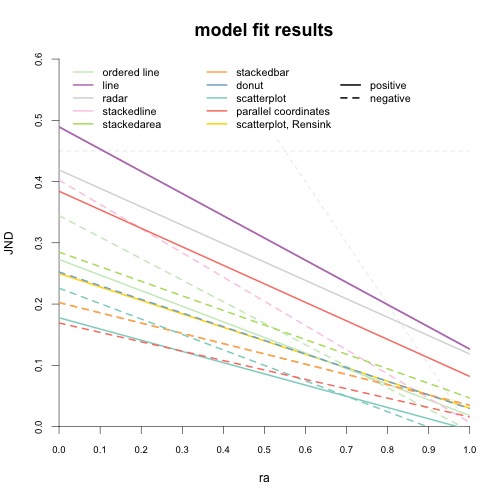 model fit results
ordered line
line
radar
stackedline
stackedarea
stackedbar
donut
scatterplot
parallel coordinates
scatterplot, Rensink
positive
negative
JND
0.6
0.5
0.4
0.3
0.2
0.1
0.0
0.0 0.1 0.2 0.3 0.4 0.5 0.6 0.7 0.8 0.9 1.0
ra